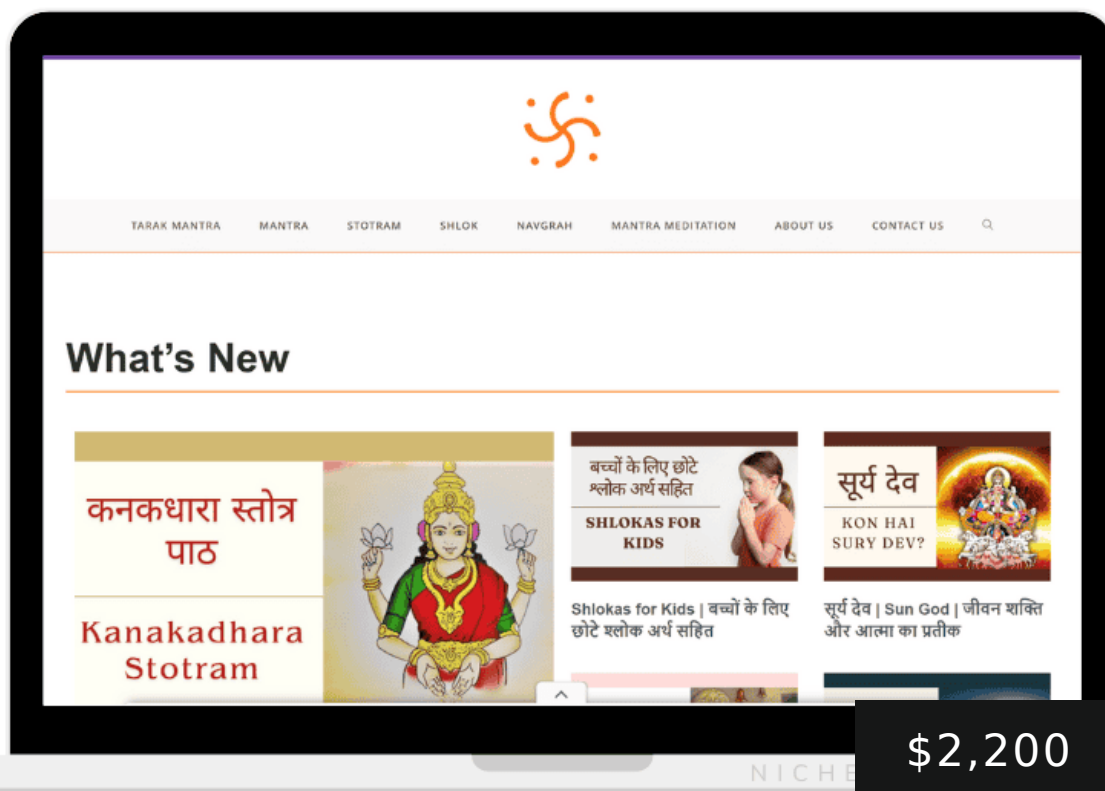 TARAK MANTRA MANTRA STOTRAM SHLOK NAVGRAH MANTRA MEDITATION ABOUT US CONTACT US
What's New
कनकधारा स्तोत्र
पाठ
Kanakadhara
Stotram
बच्चों के लिए छोटे
श्लोक अर्थ सहित
SHLOKAS FOR
KIDS
Shlokas for Kids | बच्चों के लिए
छोटे श्लोक अर्थ सहित
सूर्य देव
KON HAI
SURY DEV?
सूर्य देव | Sun God | जीवन शक्ति
और आत्मा का प्रतीक
$2,200
NICHE